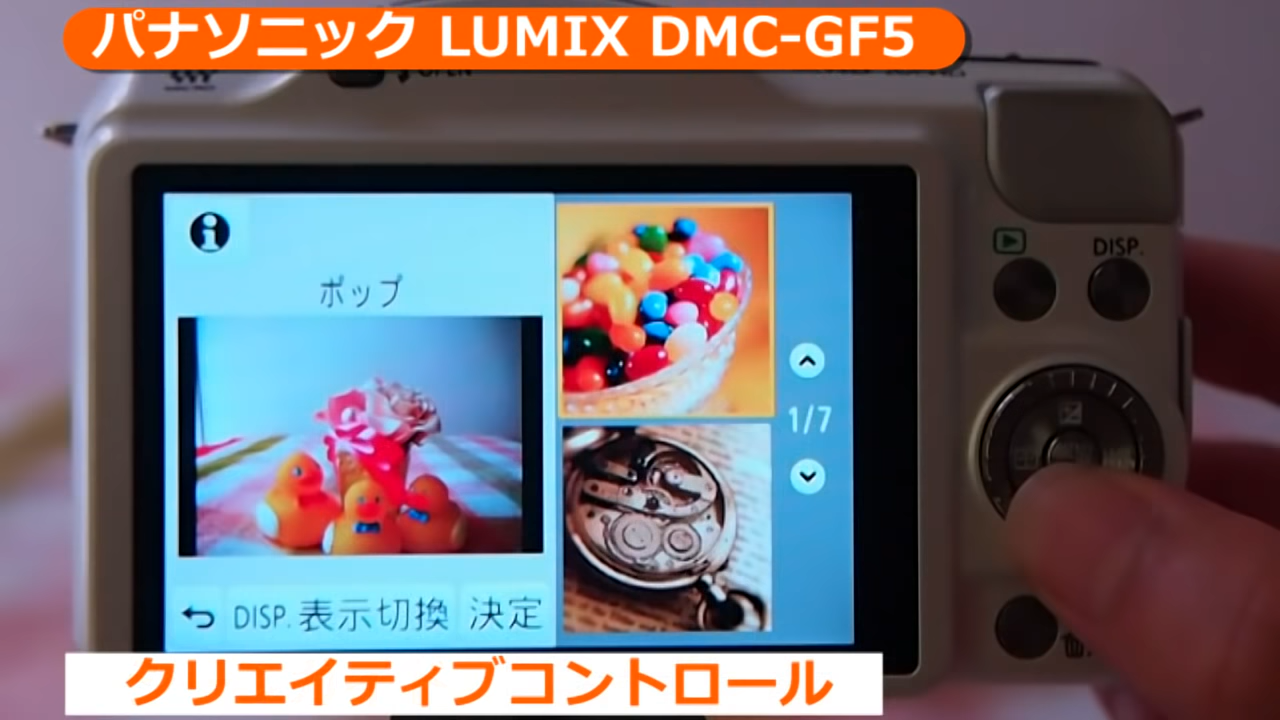 パナソニック LUMIX DMC-GF5
ポップ
DISP.
1/7
DISP. 表示切換 決定
クリエイティブコントロール